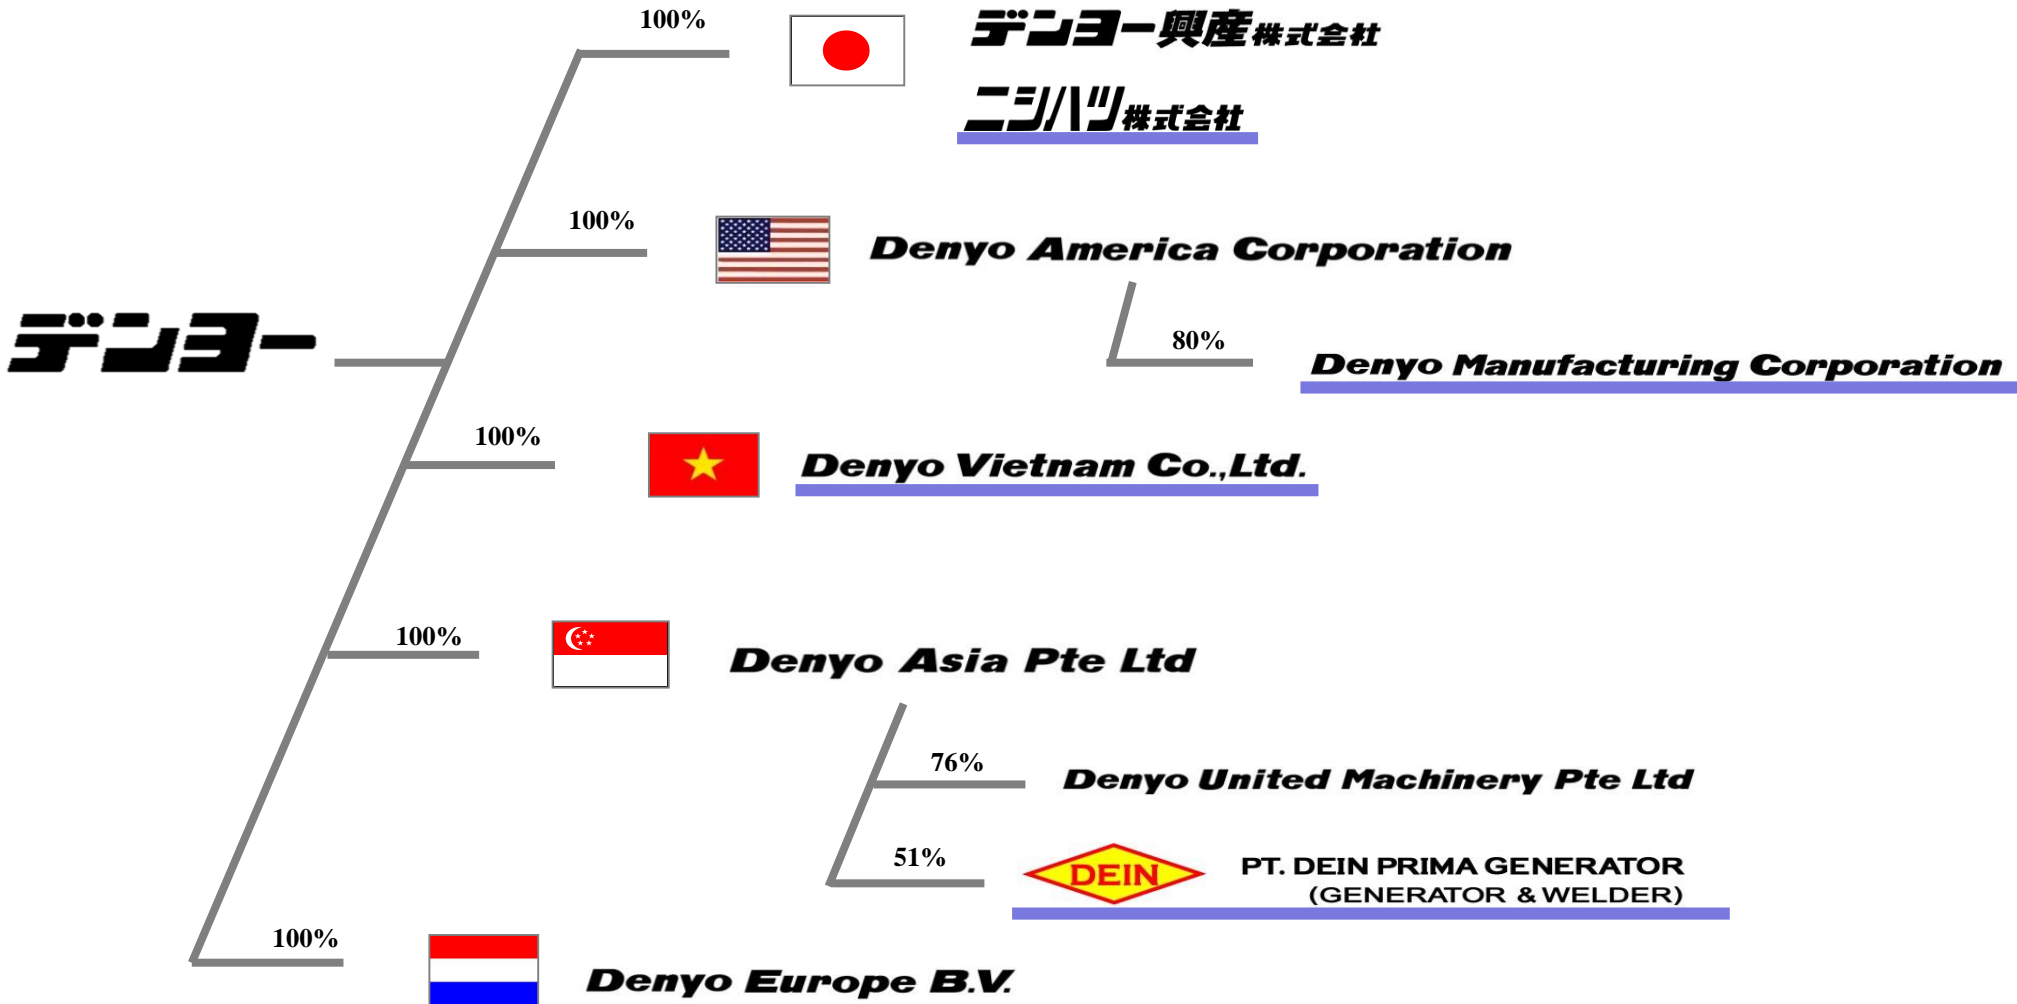 100%
デンヨー興産株式会社
ニシハツ株式会社
100%
Denyo America Corporation
デンヨー
80%
Denyo Manufacturing Corporation
100%
Denyo Vietnam Co.,Ltd.
100%
Denyo Asia Pte Ltd
76%
Denyo United Machinery Pte Ltd
51%
DEIN
PT. DEIN PRIMA GENERATOR
(GENERATOR & WELDER)
100%
Denyo Europe B.V.